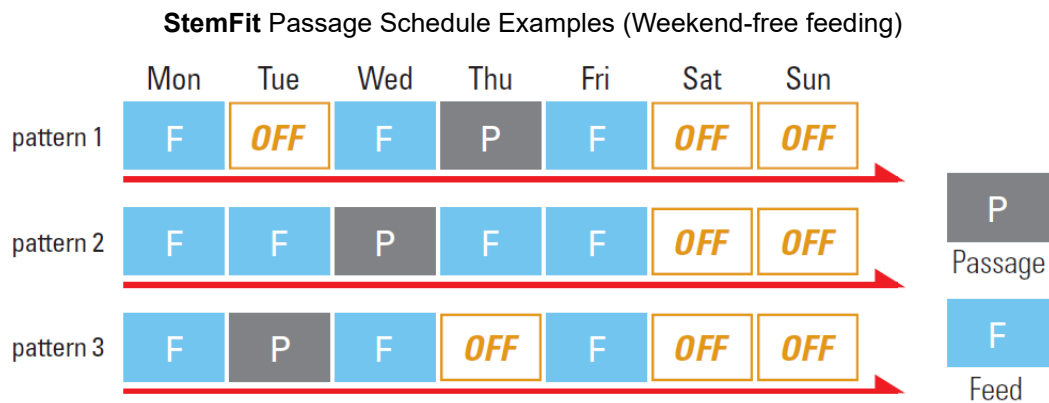 StemFit Passage Schedule Examples (Weekend-free feeding)
Mon Tue Wed Thu Fri Sat Sun
pattern 1 F OFF F P F OFF OFF
P
Passage
pattern 2 F F P F F OFF OFF
F
Feed
pattern 3 F P F OFF F OFF OFF